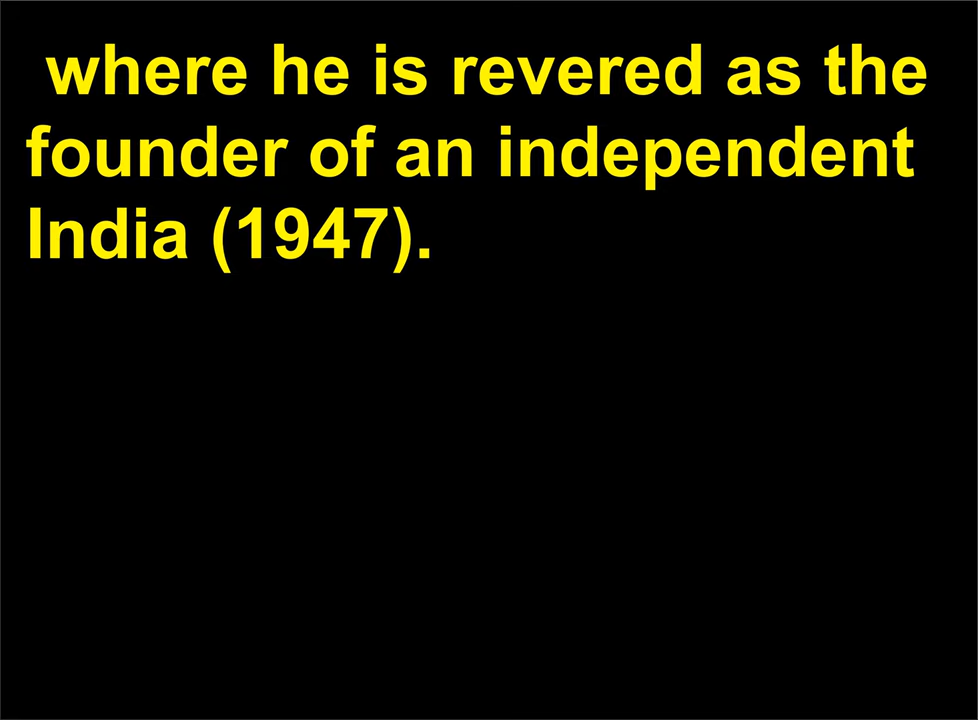 where he is revered as the
founder of an independent
India (1947).